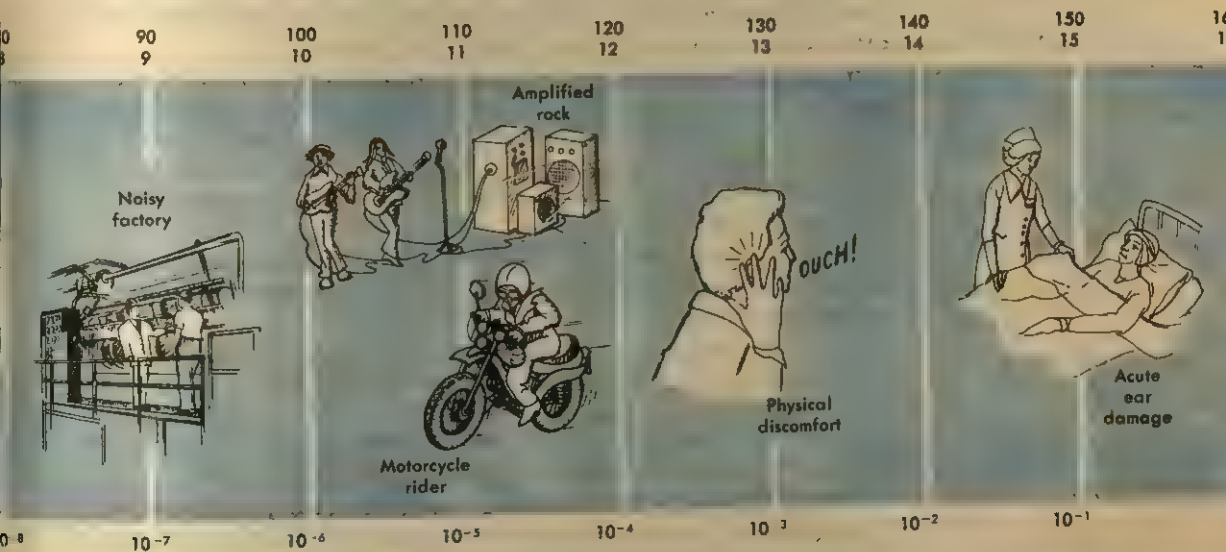 90
9
100
10
110
11
120
12
130
13
140
14
150
15
Amplified
rock
Noisy
factory
OUCH!
Physical
discomfort
Acute
ear
damage
Motorcycle
rider
10⁻⁷
10⁻⁶
10⁻⁵
10⁻⁴
10⁻³
10⁻²
10⁻¹